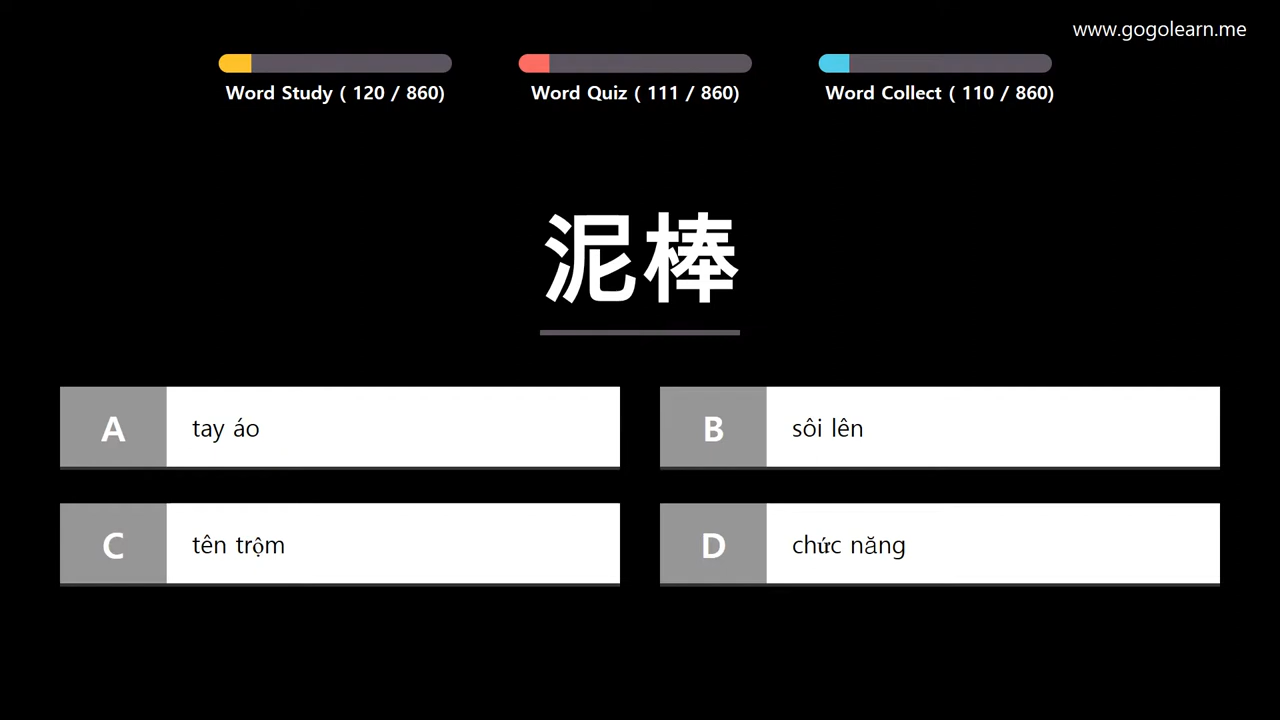 www.gogolearn.me
Word Study ( 120 / 860)
Word Quiz ( 111 / 860)
Word Collect ( 110 / 860)
泥棒
A tay áo
B sôi lên
C tên trộm
D chức năng